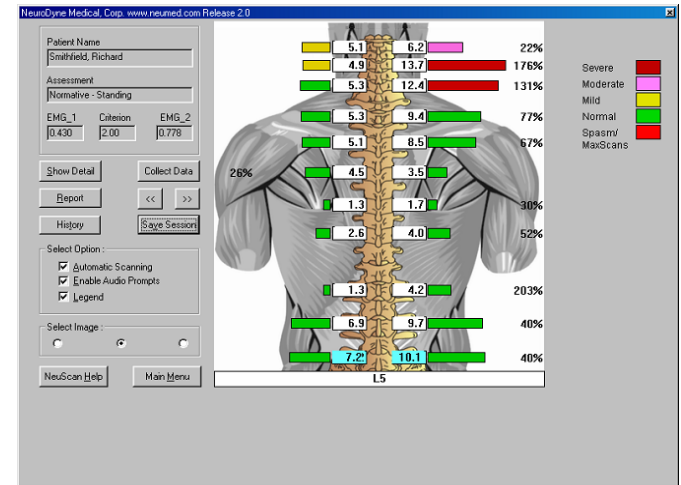 NeuroDyne Medical, Corp. www.neumed.com Release 2.0
Patient Name
Smithfield, Richard
Assessment
Normative - Standing
EMG_1 Criterion EMG_2
0.430 2.00 0.778
Show Detail Collect Data
Report << >>
History Save Session
Select Option :
Automatic Scanning
Enable Audio Prompts
Legend
Select Image :
NeuScan Help Main Menu
5.1 6.2 22%
4.9 13.7 176%
5.3 12.4 131%
5.3 9.4 77%
5.1 8.5 67%
26% 4.5 3.5
1.3 1.7 30%
2.6 4.0 52%
1.3 4.2 203%
6.9 9.7 40%
7.2 10.1 40%
L5
Severe
Moderate
Mild
Normal
Spasm/
MaxScans